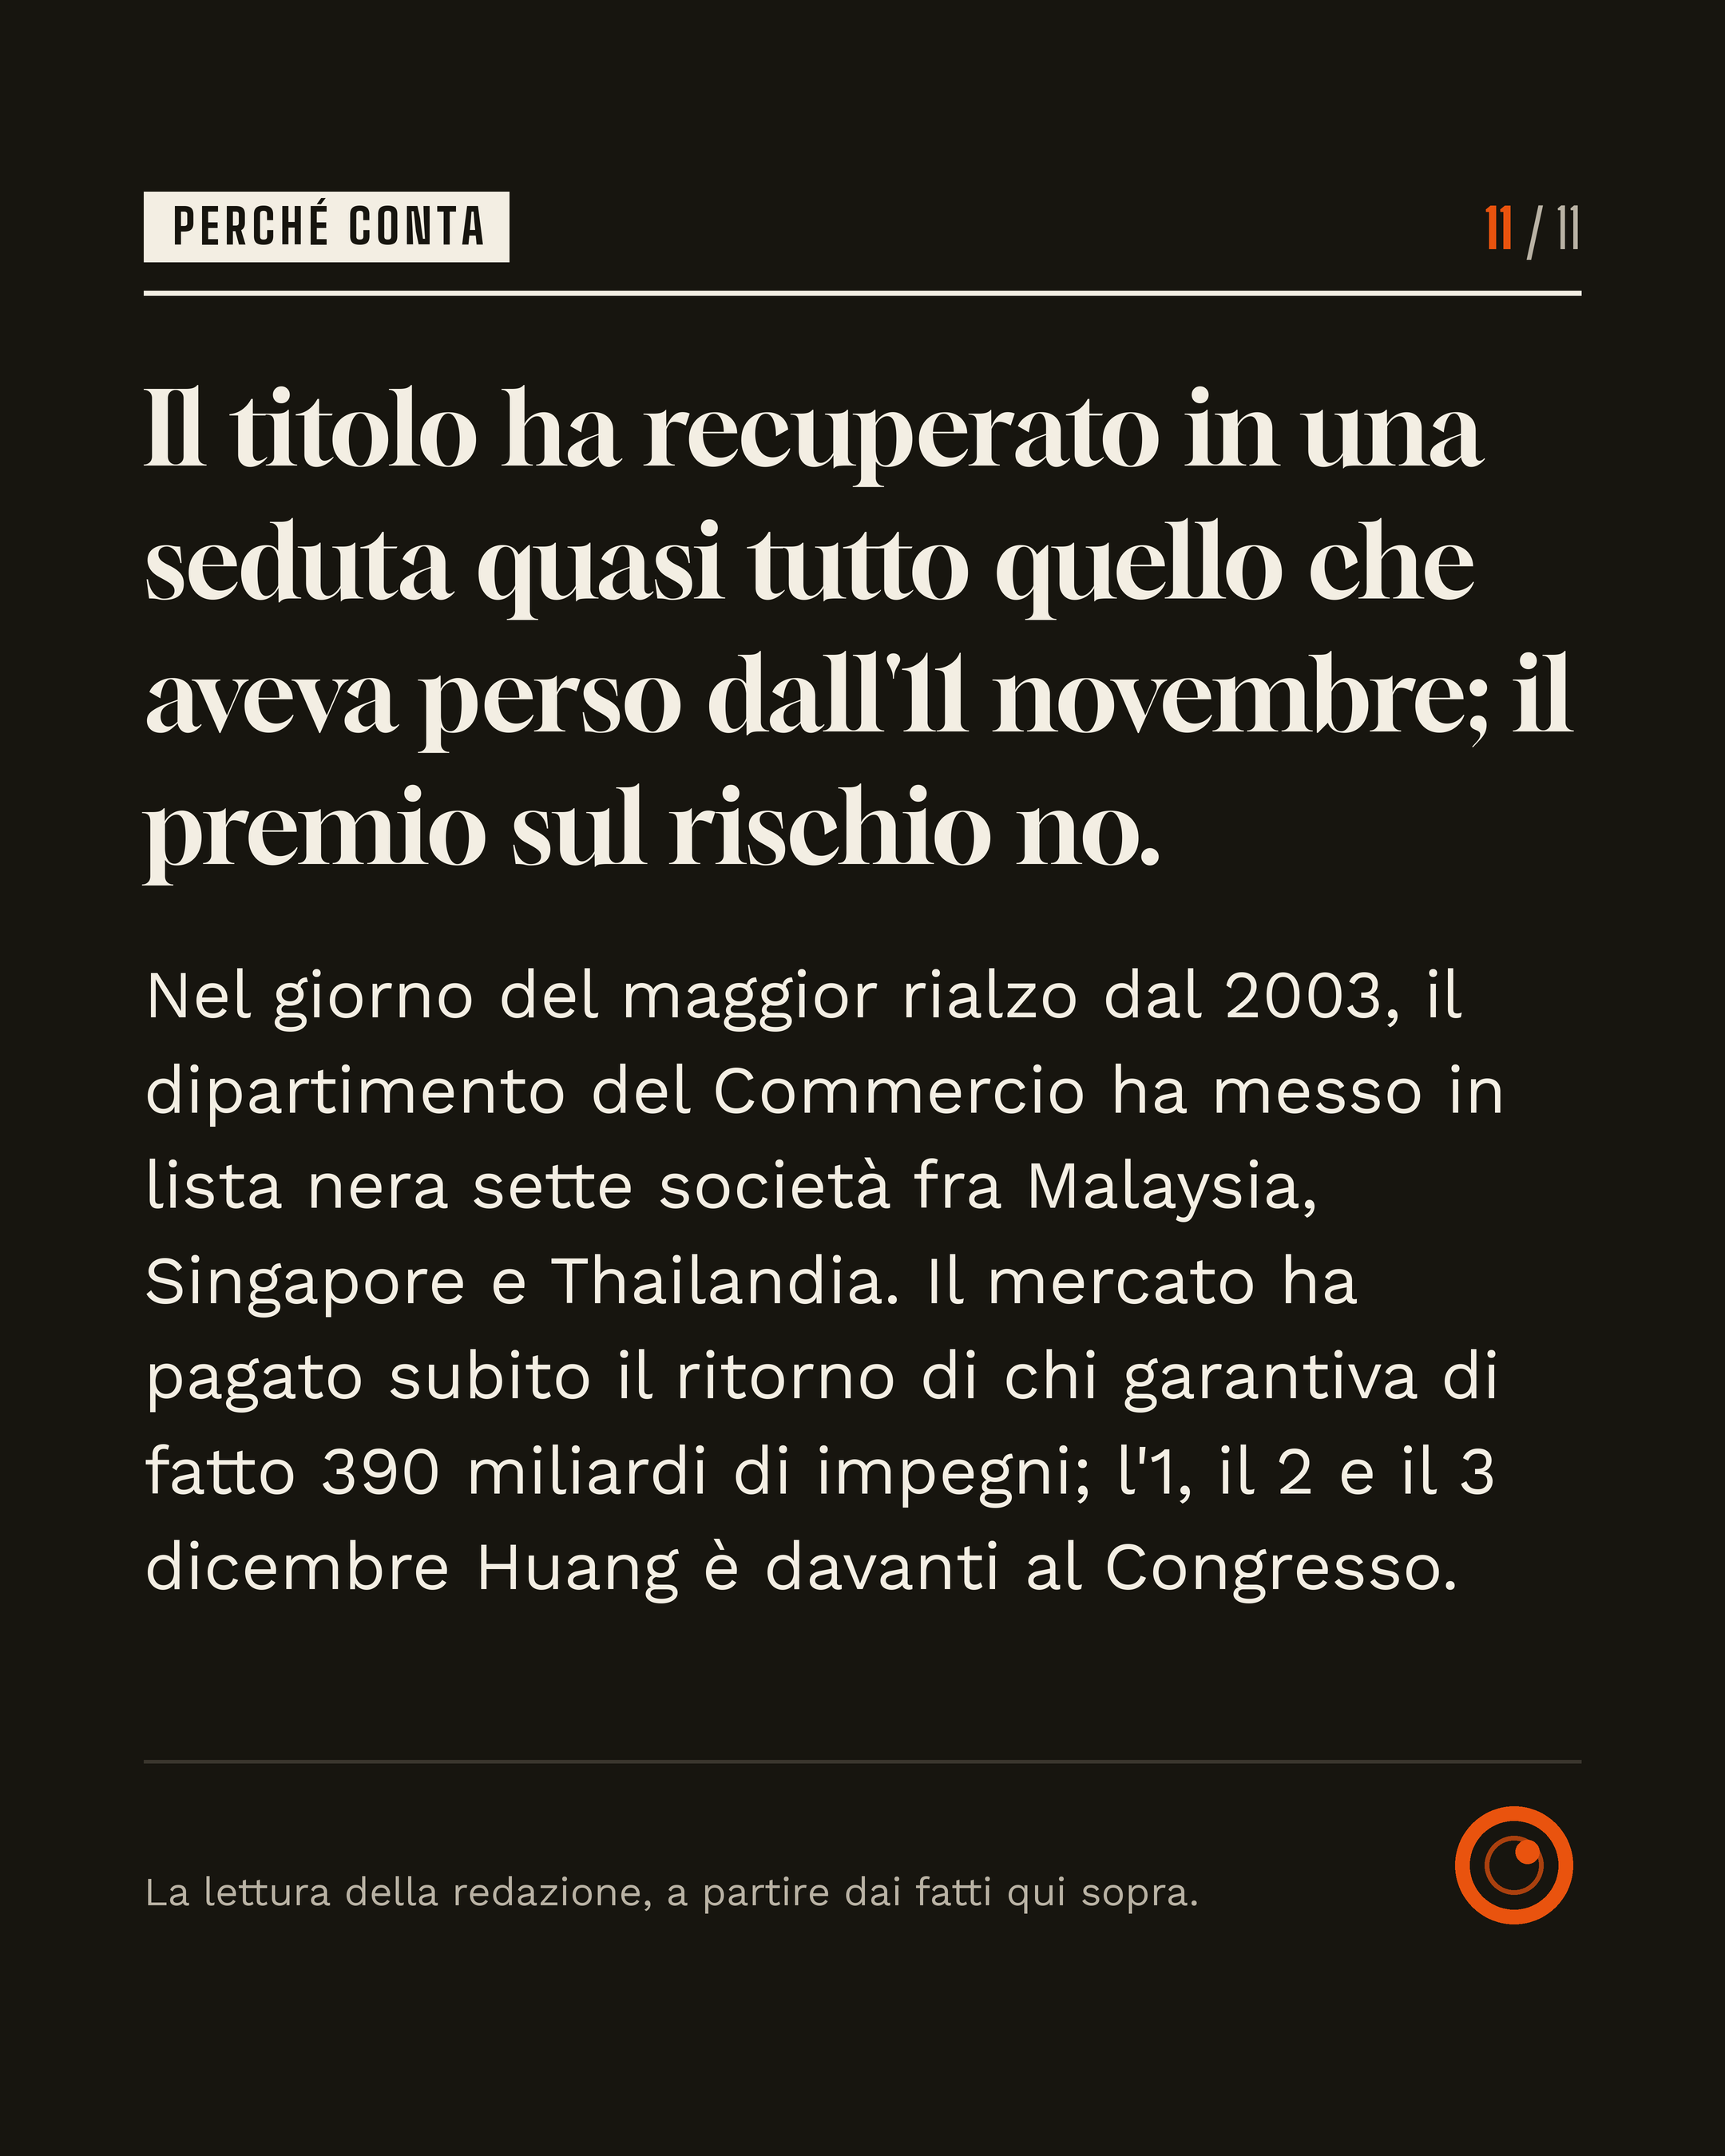 PERCHÉ CONTA
11 / 11
Il titolo ha recuperato in una
seduta quasi tutto quello che
aveva perso dall'11 novembre; il
premio sul rischio no.
Nel giorno del maggior rialzo dal 2003, il
dipartimento del Commercio ha messo in
lista nera sette società fra Malaysia,
Singapore e Thailandia. Il mercato ha
pagato subito il ritorno di chi garantiva di
fatto 390 miliardi di impegni; l'1, il 2 e il 3
dicembre Huang è davanti al Congresso.
La lettura della redazione, a partire dai fatti qui sopra.